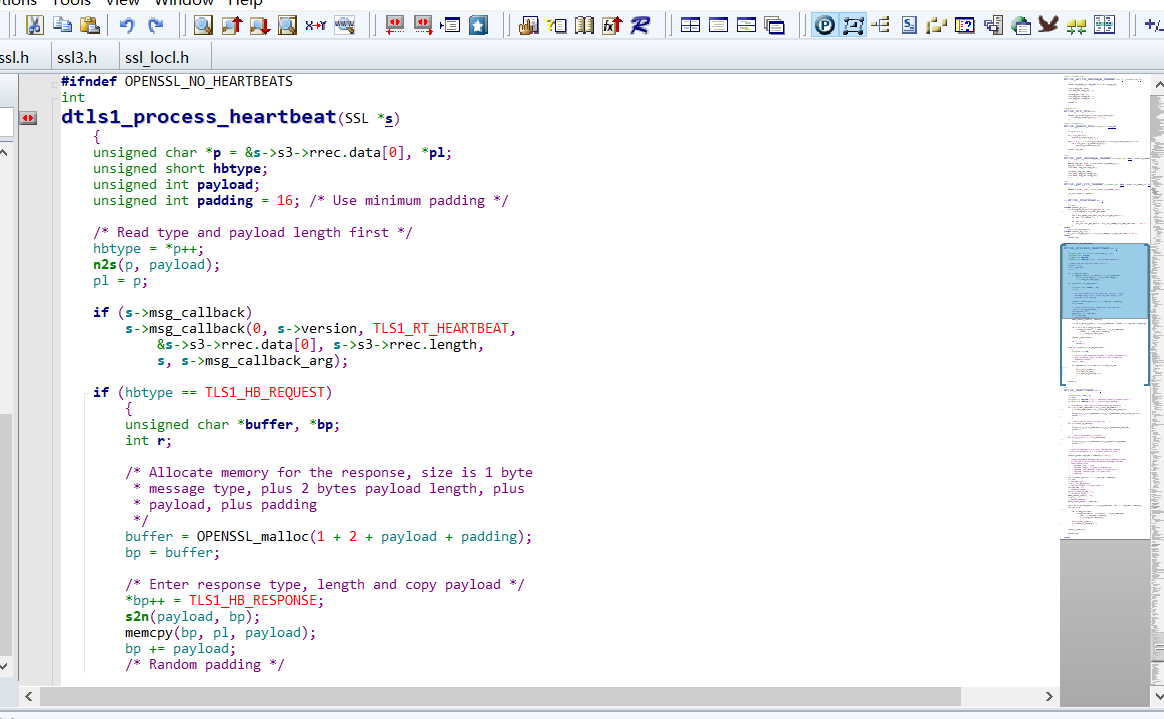 Tools View Window Help
ssl.h ssl3.h ssl_locl.h
#ifndef OPENSSL_NO_HEARTBEATS
int
dtls1_process_heartbeat(SSL *s)
{
unsigned char *p = &s->s3->rrec.data[0], *pl;
unsigned short hbtype;
unsigned int payload;
unsigned int padding = 16; /* Use minimum padding */
/* Read type and payload length first */
hbtype = *p++;
n2s(p, payload);
pl = p;
if (s->msg_callback)
s->msg_callback(0, s->version, TLS1_RT_HEARTBEAT,
&s->s3->rrec.data[0], s->s3->rrec.length,
s, s->msg_callback_arg);
if (hbtype == TLS1_HB_REQUEST)
{
unsigned char *buffer, *bp;
int r;
/* Allocate memory for the response, size is 1 byte
* message type, plus 2 bytes payload length, plus
* payload, plus padding
*/
buffer = OPENSSL_malloc(1 + 2 + payload + padding);
bp = buffer;
/* Enter response type, length and copy payload */
*bp++ = TLS1_HB_RESPONSE;
s2n(payload, bp);
memcpy(bp, pl, payload);
bp += payload;
/* Random padding */